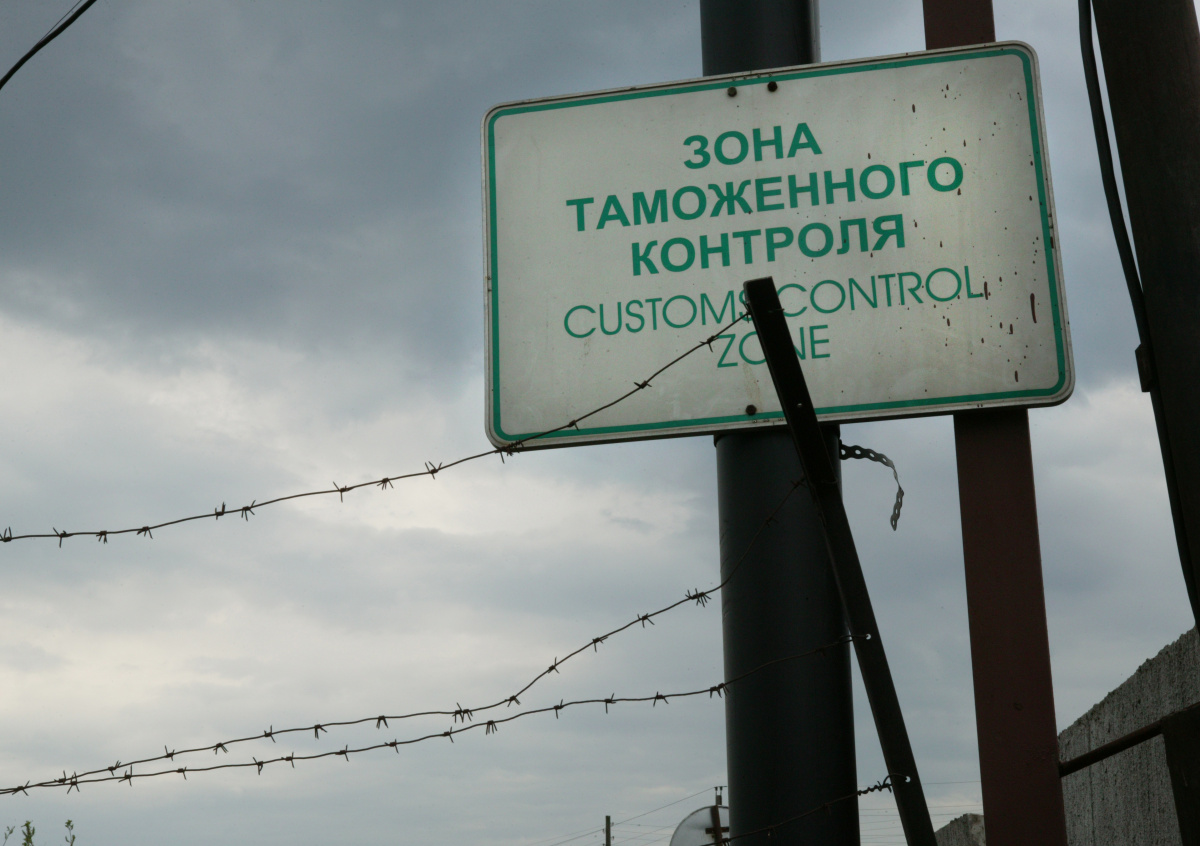 ЗОНА
ТАМОЖЕННОГО
КОНТРОЛЯ
CUSTOMS CONTROL
ZONE